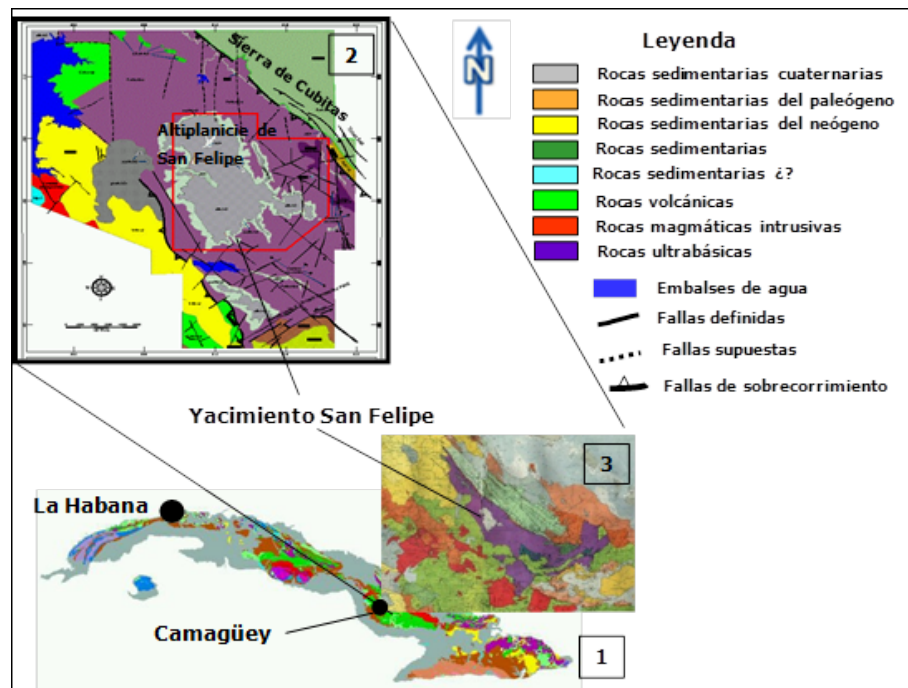 2
Sierra de Cubitas
Altiplanicie de
San Felipe
N
Leyenda
Rocas sedimentarias cuaternarias
Rocas sedimentarias del paleógeno
Rocas sedimentarias del neógeno
Rocas sedimentarias
Rocas sedimentarias ¿?
Rocas volcánicas
Rocas magmáticas intrusivas
Rocas ultrabásicas
Embalses de agua
Fallas definidas
Fallas supuestas
Fallas de sobrecorrimiento
Yacimiento San Felipe
3
La Habana
Camagüey
1